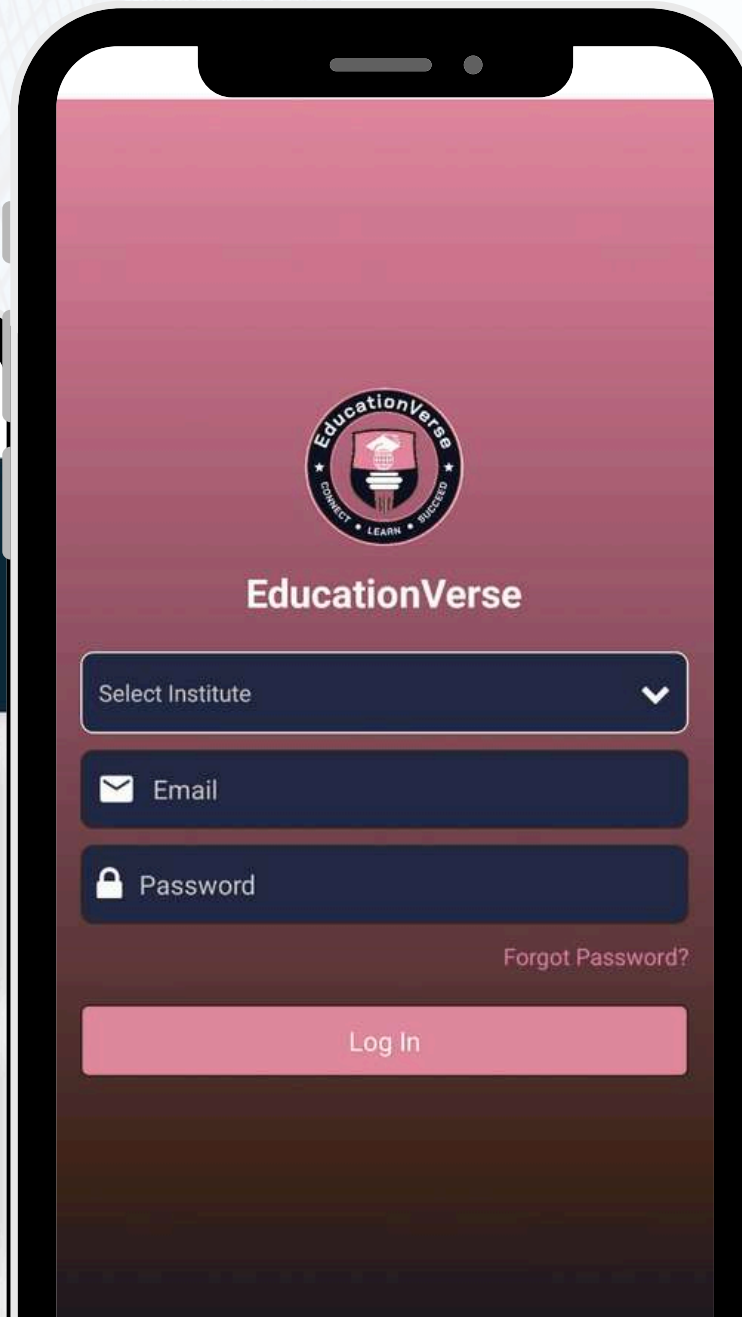 EducationVerse
CONNECT • LEARN • SUCCEED
EducationVerse
Select Institute
Email
Password
Forgot Password?
Log In